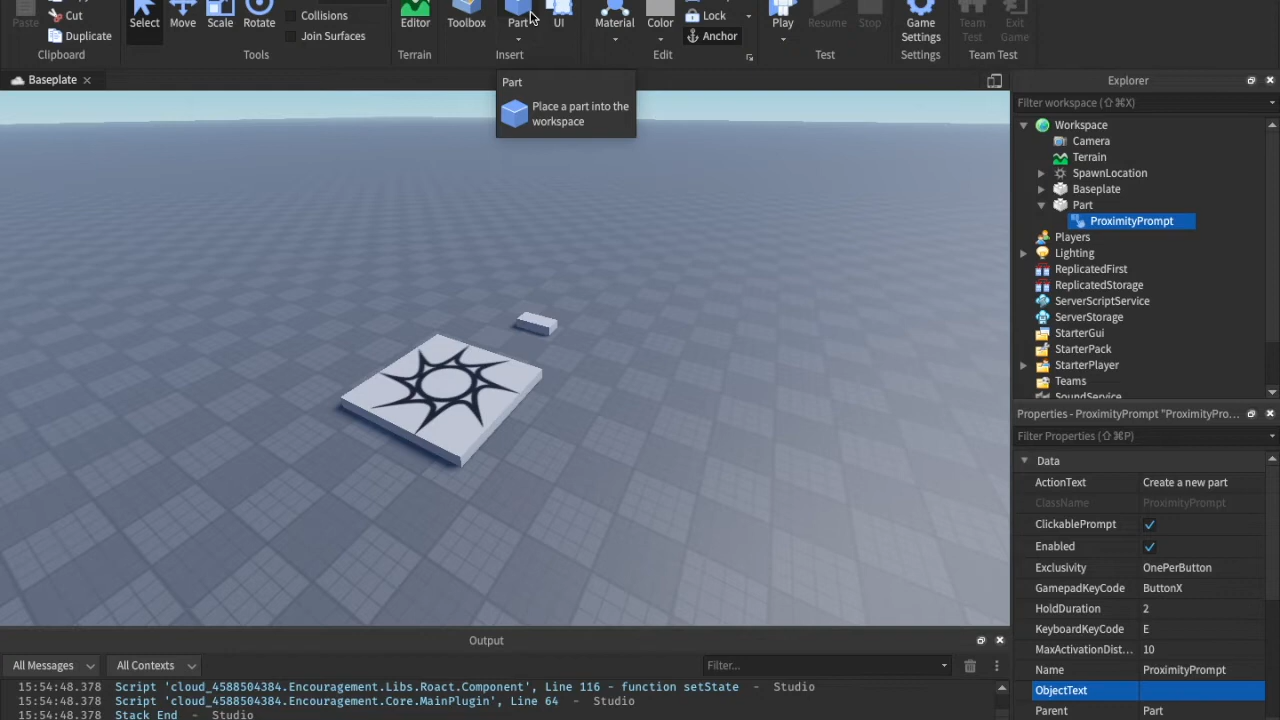 Paste
Cut
Duplicate
Clipboard
Select
Move
Scale
Rotate
Collisions
Join Surfaces
Tools
Editor
Terrain
Toolbox
Part
UI
Insert
Material
Color
Lock
Anchor
Edit
Play
Resume
Stop
Test
Game
Settings
Settings
Team
Test
Exit
Game
Team Test
Baseplate
Part
Place a part into the
workspace
Explorer
Filter workspace (⇧⌘X)
Workspace
Camera
Terrain
SpawnLocation
Baseplate
Part
ProximityPrompt
Players
Lighting
ReplicatedFirst
ReplicatedStorage
ServerScriptService
ServerStorage
StarterGui
StarterPack
StarterPlayer
Teams
SoundService
Properties - ProximityPrompt "ProximityPro...
Filter Properties (⇧⌘P)
Data
ActionText Create a new part
ClassName ProximityPrompt
ClickablePrompt
Enabled
Exclusivity OnePerButton
GamepadKeyCode ButtonX
HoldDuration 2
KeyboardKeyCode E
MaxActivationDist... 10
Name ProximityPrompt
ObjectText
Parent Part
Output
All Messages All Contexts Filter...
15:54:48.378 Script 'cloud_4588504384.Encouragement.Libs.Roact.Component', Line 116 - function setState - Studio
15:54:48.378 Script 'cloud_4588504384.Encouragement.Core.MainPlugin', Line 64 - Studio
15:54:48.378 Stack End - Studio